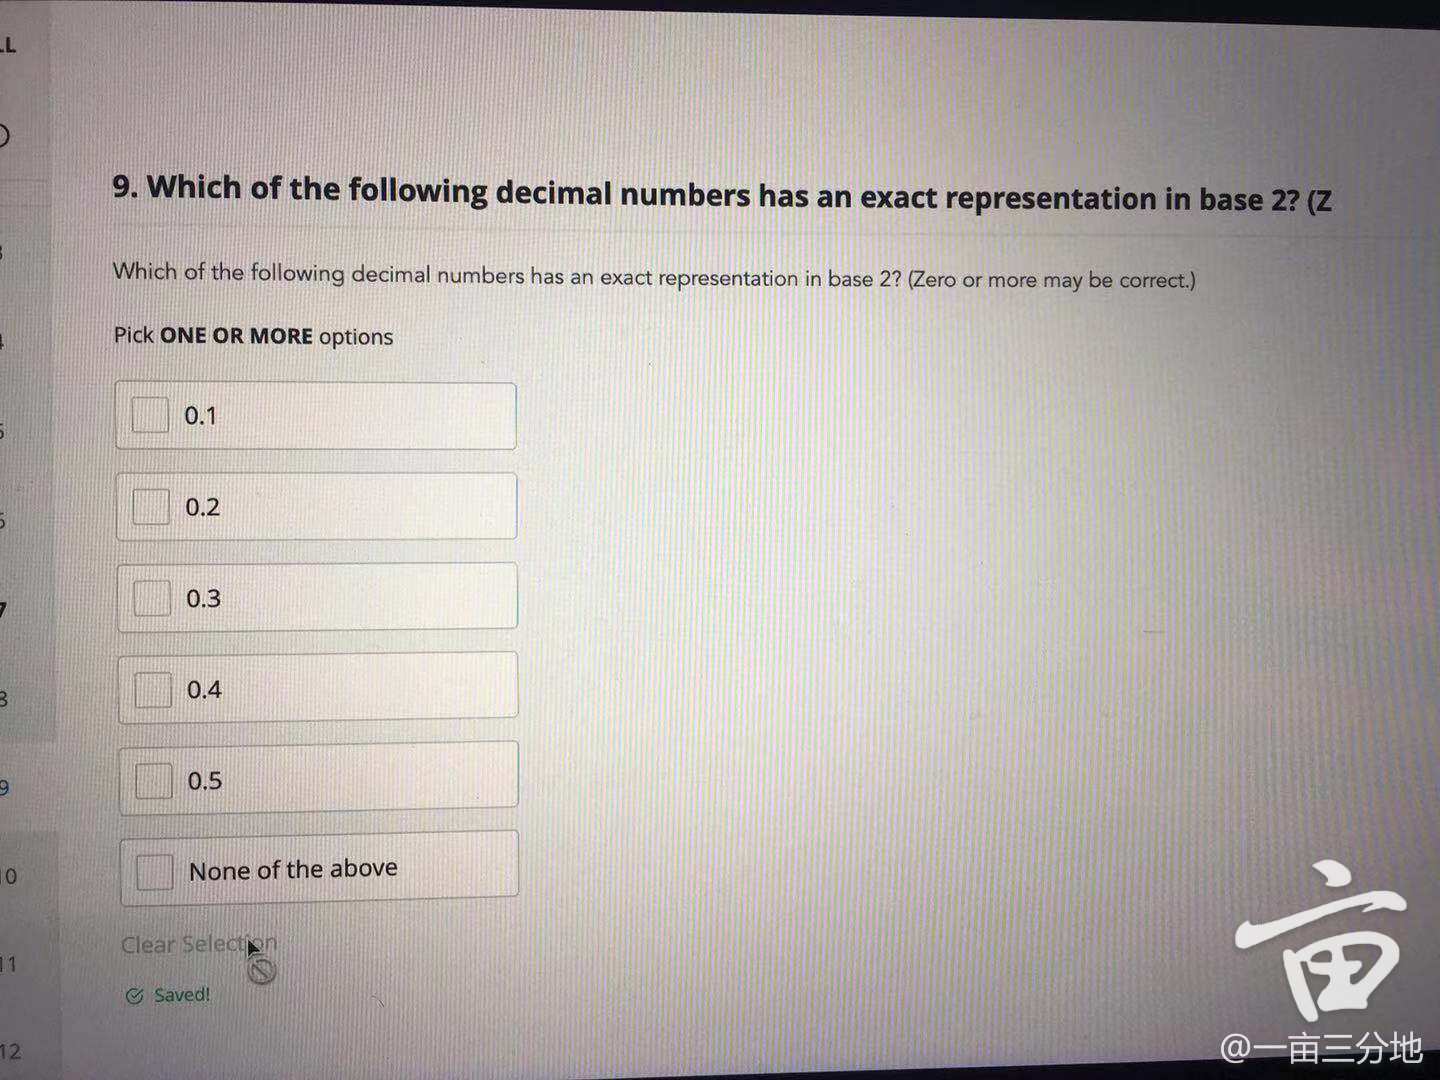 LL
9. Which of the following decimal numbers has an exact representation in base 2? (Z
Which of the following decimal numbers has an exact representation in base 2? (Zero or more may be correct.)
Pick ONE OR MORE options
0.1
0.2
0.3
0.4
0.5
None of the above
Clear Selection
Saved!
7
9
10
11
12
亩
@一亩三分地